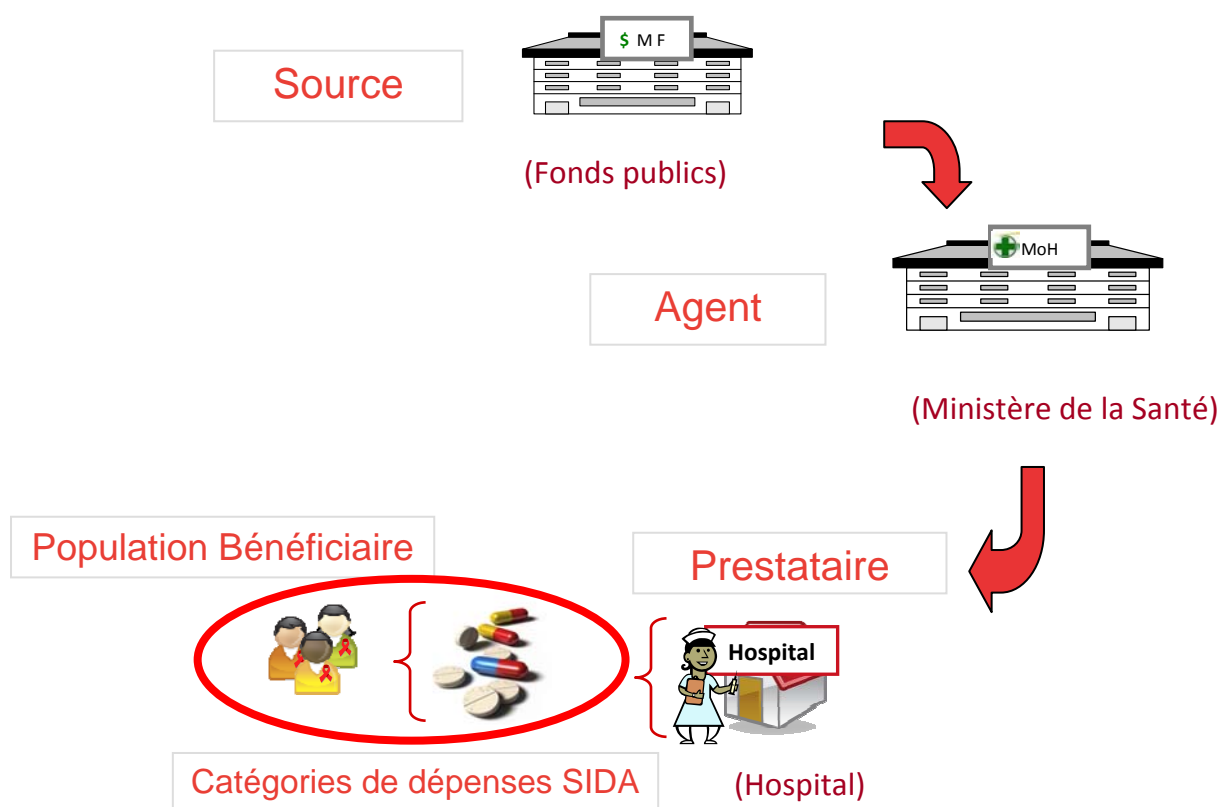 $ M F
Source
(Fonds publics)
MoH
Agent
(Ministère de la Santé)
Population Bénéficiaire
Prestataire
Hospital
Catégories de dépenses SIDA
(Hospital)